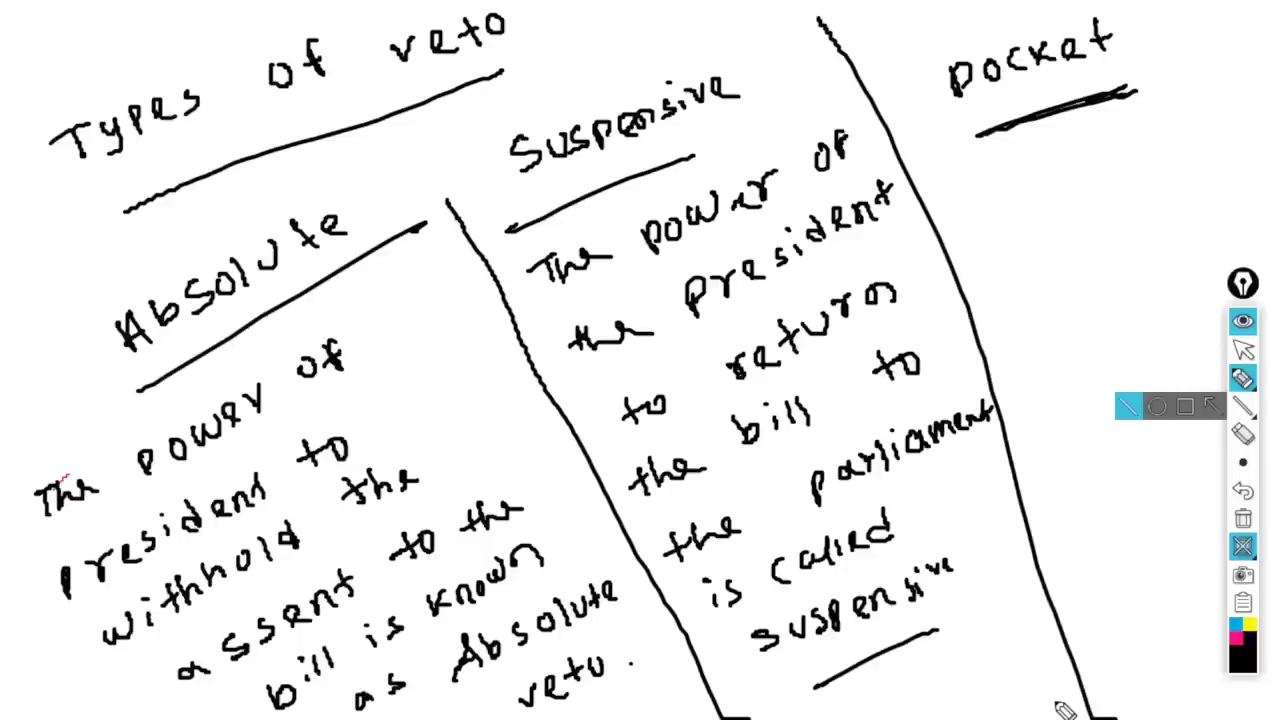 Types of veto
Absolute
The power of
president to
withhold the
assent to the
bill is known
as Absolute
veto.
Suspensive
The power of
the president
to return
the bill to
the parliament
is called
suspensive
pocket